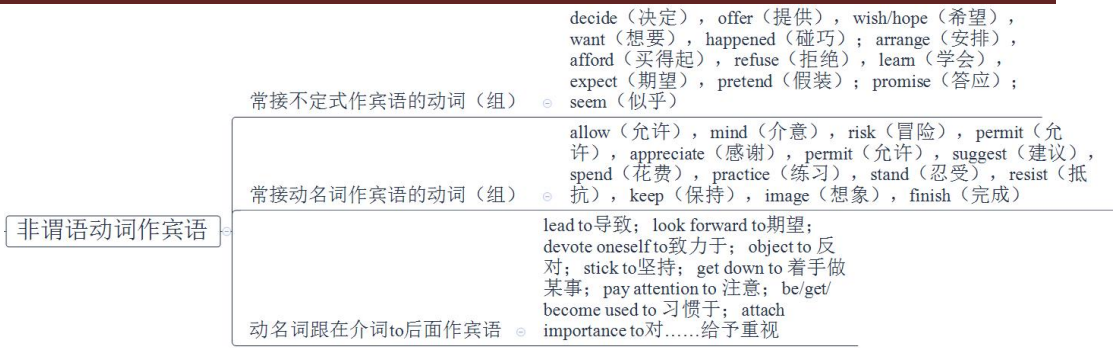 decide（决定），offer（提供），wish/hope（希望），
want（想要），happened（碰巧）；arrange（安排），
afford（买得起），refuse（拒绝），learn（学会），
expect（期望），pretend（假装）；promise（答应）；
常接不定式作宾语的动词（组） seem（似乎）
allow（允许），mind（介意），risk（冒险），permit（允
许），appreciate（感谢），permit（允许），suggest（建议），
spend（花费），practice（练习），stand（忍受），resist（抵
常接动名词作宾语的动词（组） 抗），keep（保持），image（想象），finish（完成）
非谓语动词作宾语
lead to导致；look forward to期望；
devote oneself to致力于；object to 反
对；stick to坚持；get down to 着手做
某事；pay attention to 注意；be/get/
become used to 习惯于；attach
动名词跟在介词to后面作宾语 importance to对……给予重视